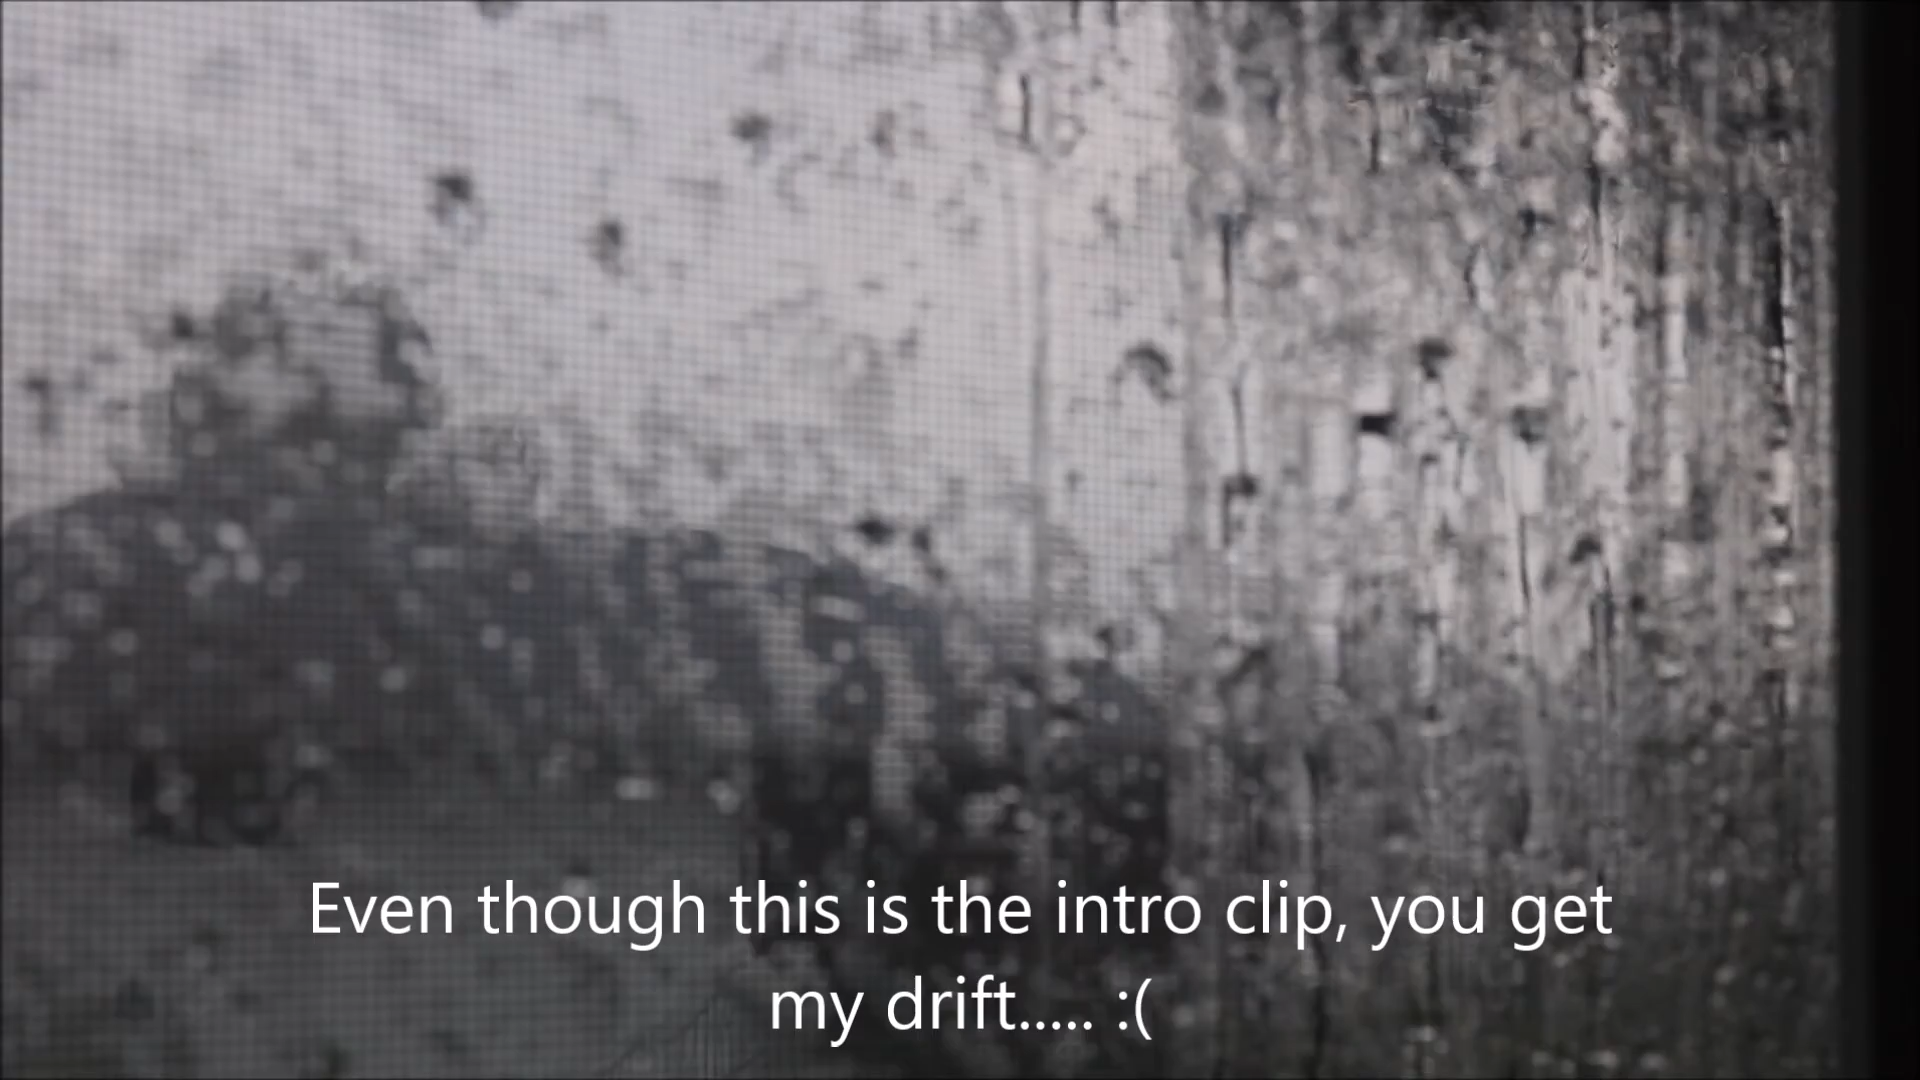 Even though this is the intro clip, you get
my drift..... :(